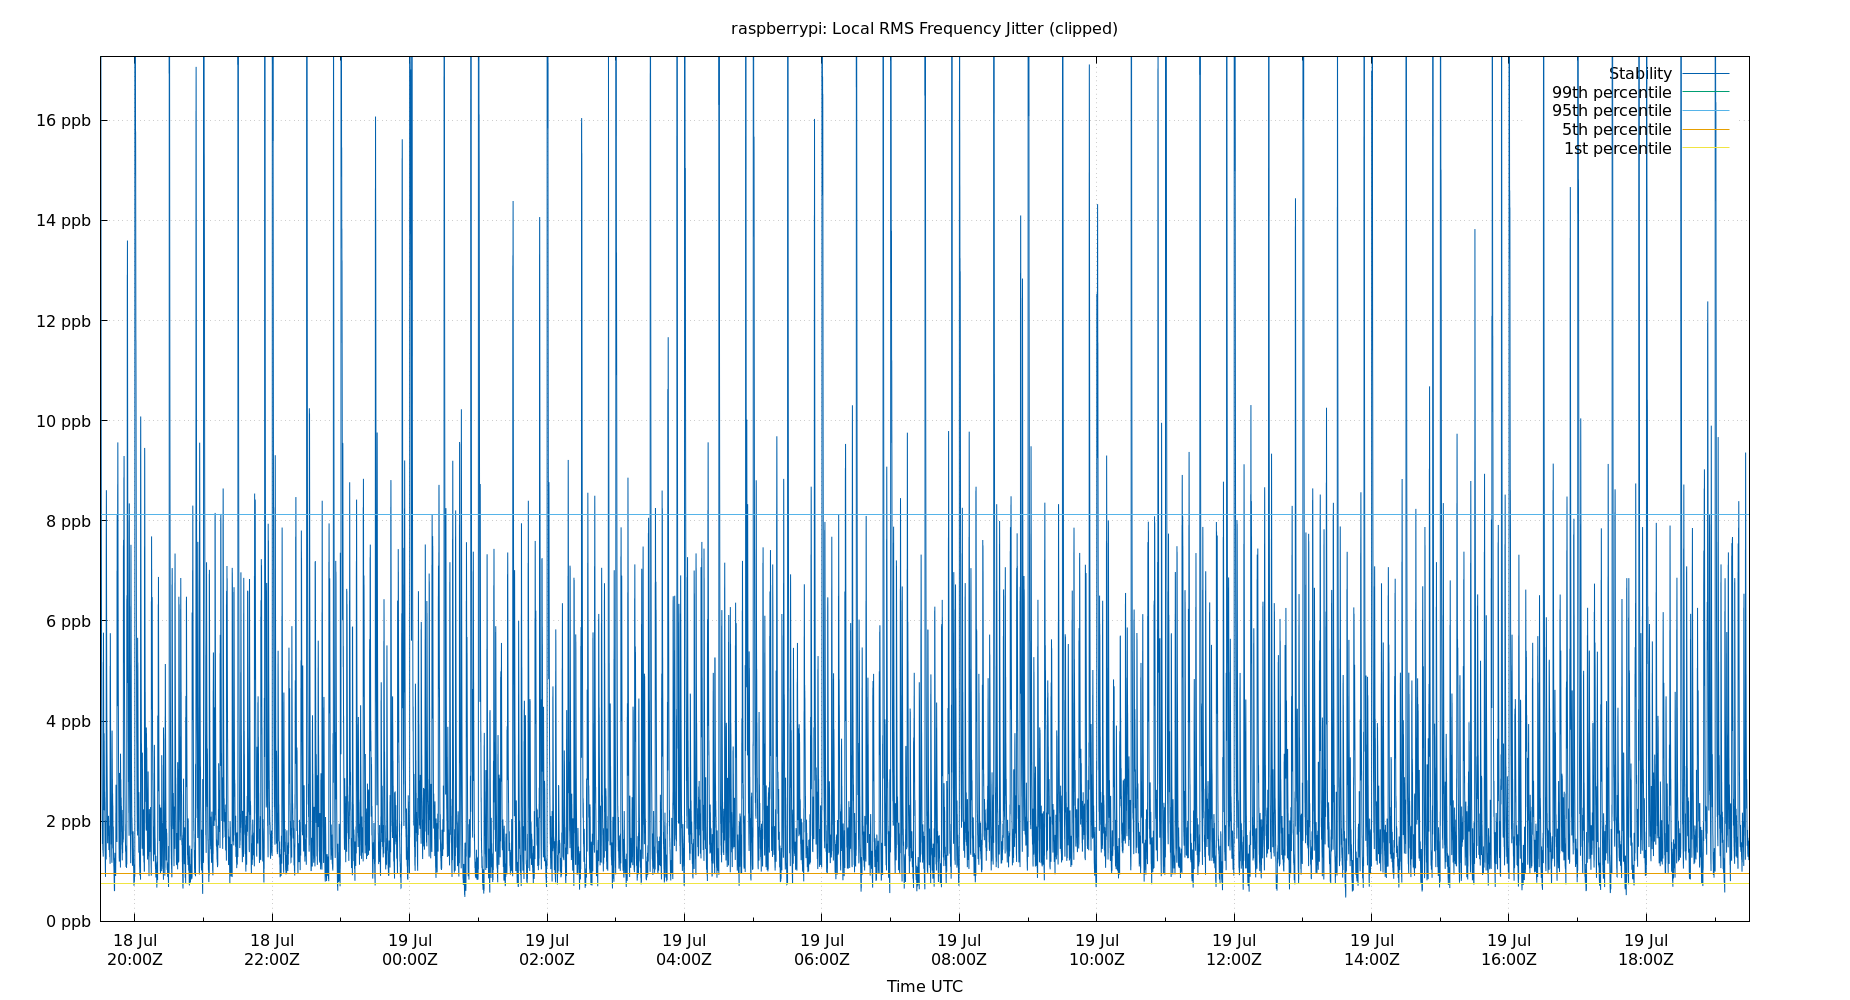 raspberrypi: Local RMS Frequency Jitter (clipped)
Stability
99th percentile
95th percentile
5th percentile
1st percentile
16 ppb
14 ppb
12 ppb
10 ppb
8 ppb
6 ppb
4 ppb
2 ppb
0 ppb
18 Jul 18 Jul 19 Jul 19 Jul 19 Jul 19 Jul 19 Jul 19 Jul 19 Jul 19 Jul 19 Jul 19 Jul
20:00Z 22:00Z 00:00Z 02:00Z 04:00Z 06:00Z 08:00Z 10:00Z 12:00Z 14:00Z 16:00Z 18:00Z
Time UTC